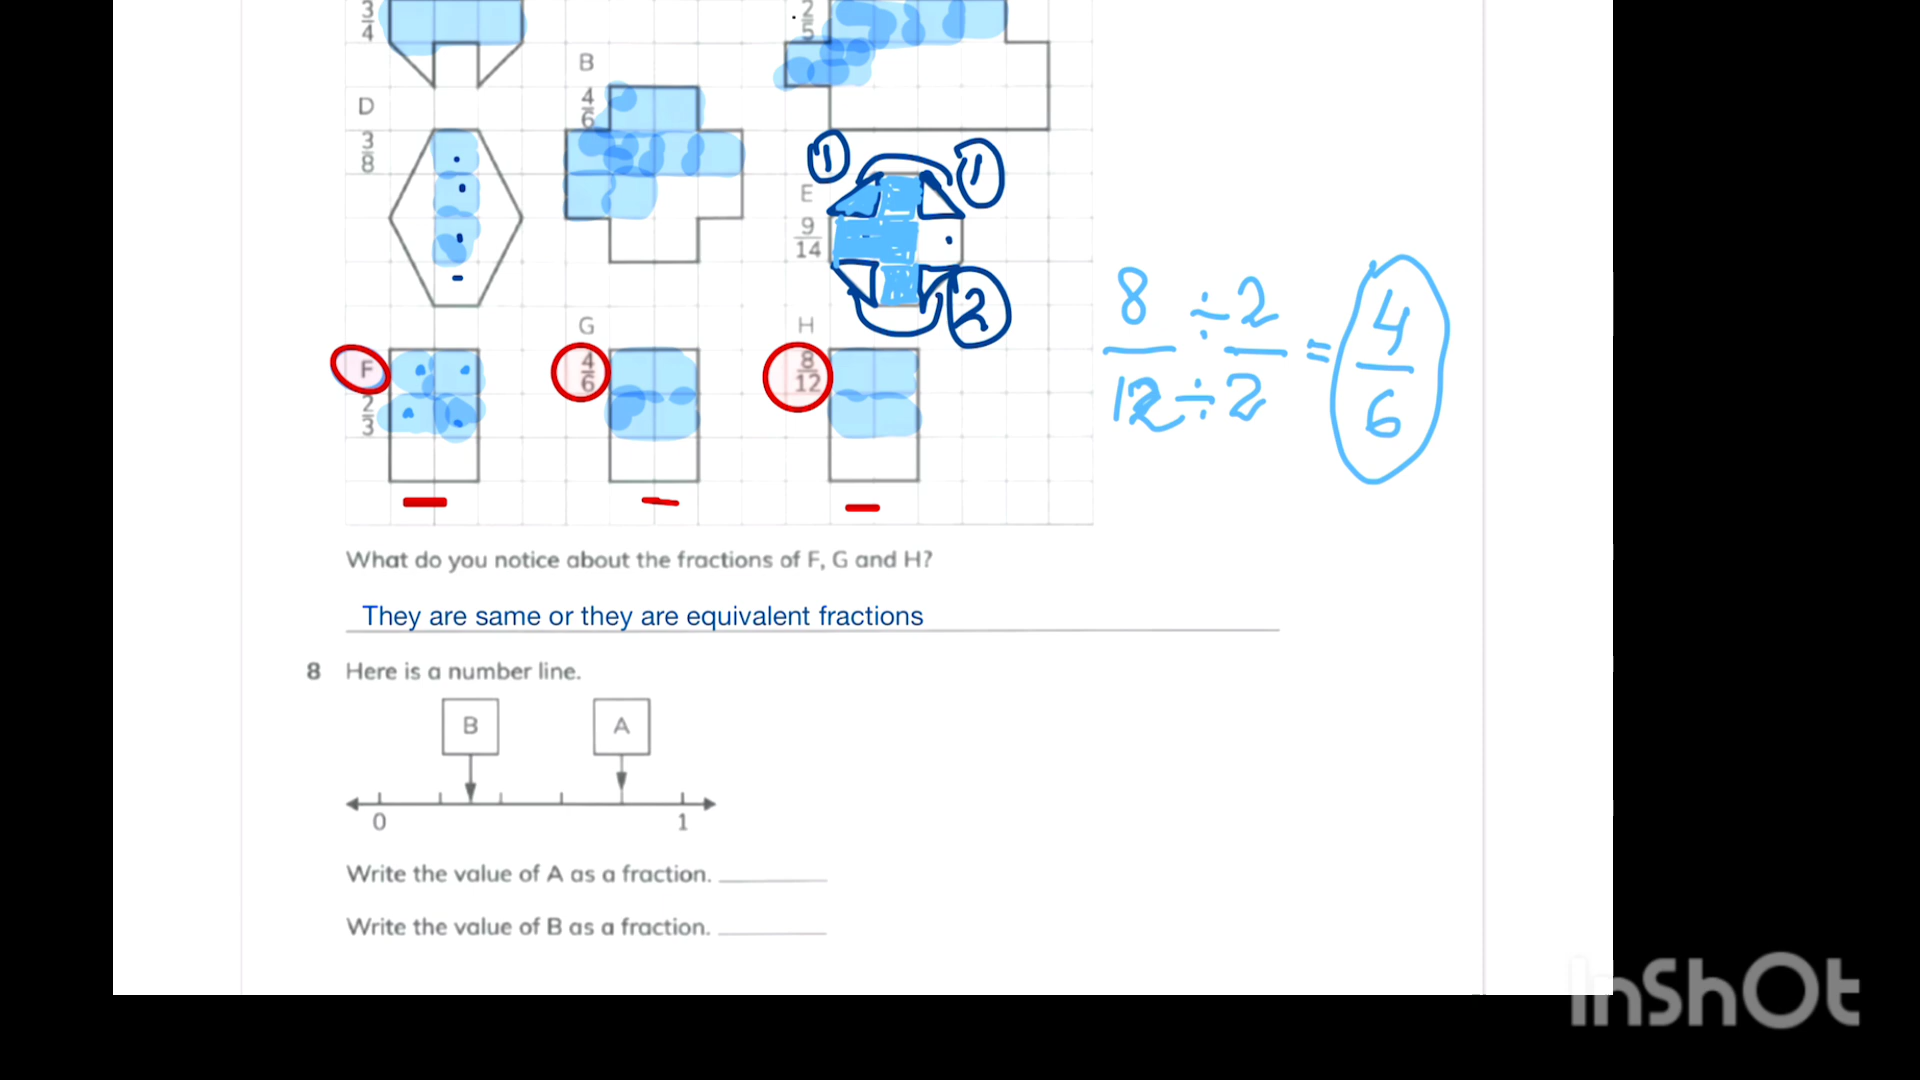 3/4
2/5
B
4/6
D
3/8
1
1
E
9/14
2
8 ÷ 2 / 12 ÷ 2 = 4/6
G
H
F
4/6
8/12
2/3
What do you notice about the fractions of F, G and H?
They are same or they are equivalent fractions
8 Here is a number line.
B A
0 1
Write the value of A as a fraction.
Write the value of B as a fraction.
InShOt